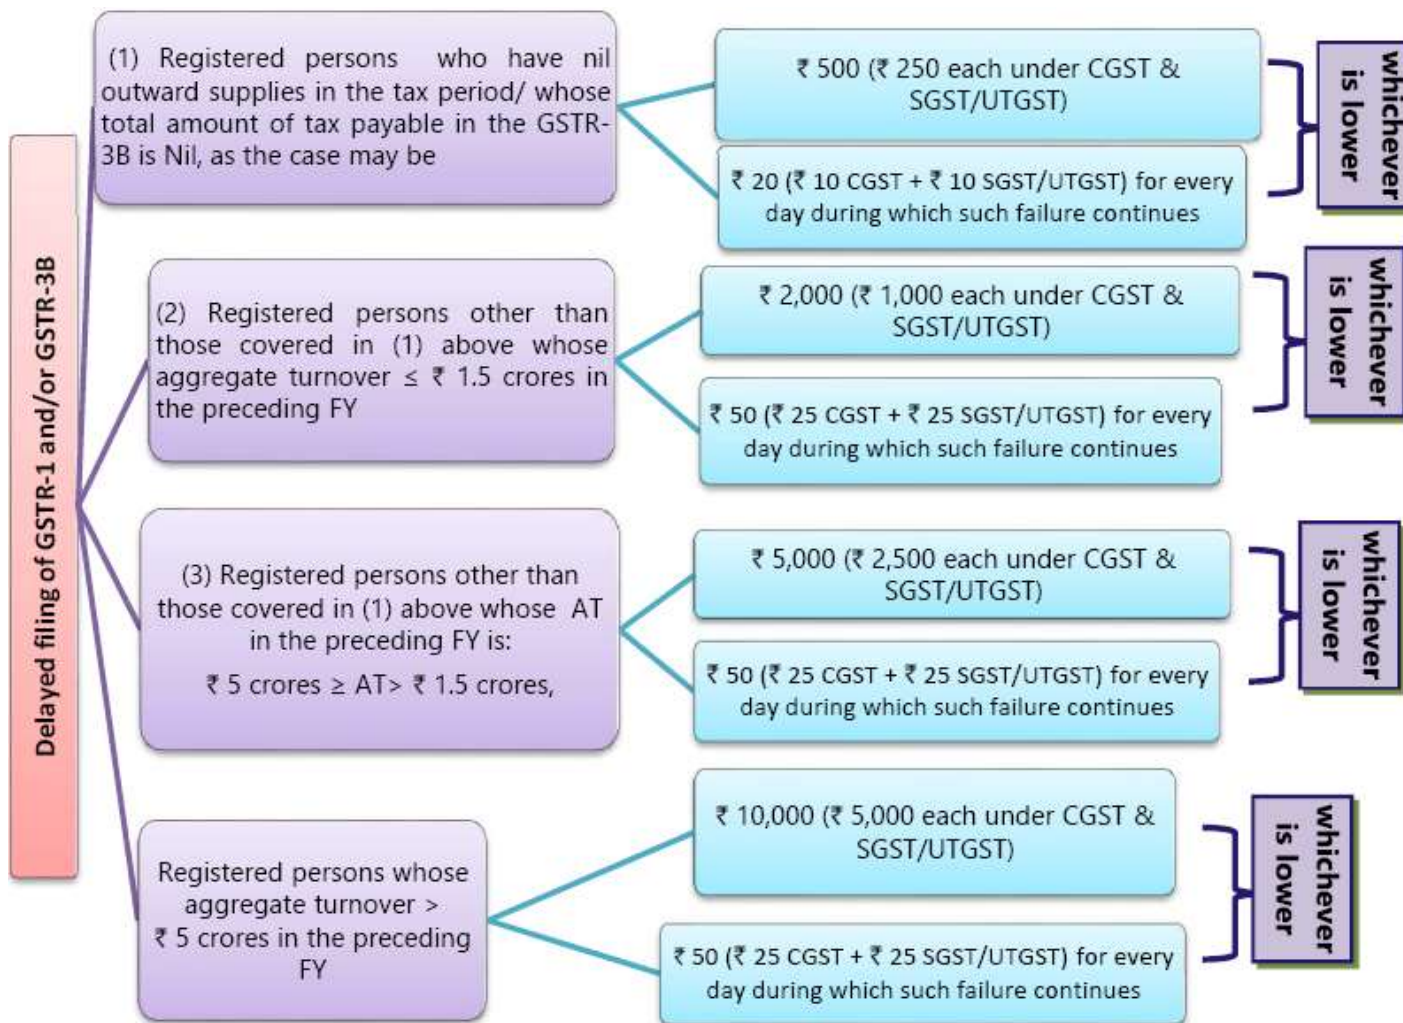 Delayed filing of GSTR-1 and/or GSTR-3B
(1) Registered persons who have nil
outward supplies in the tax period/ whose
total amount of tax payable in the GSTR-
3B is Nil, as the case may be
₹ 500 (₹ 250 each under CGST &
SGST/UTGST)
₹ 20 (₹ 10 CGST + ₹ 10 SGST/UTGST) for every
day during which such failure continues
whichever
is lower
(2) Registered persons other than
those covered in (1) above whose
aggregate turnover ≤ ₹ 1.5 crores in
the preceding FY
₹ 2,000 (₹ 1,000 each under CGST &
SGST/UTGST)
₹ 50 (₹ 25 CGST + ₹ 25 SGST/UTGST) for every
day during which such failure continues
whichever
is lower
(3) Registered persons other than
those covered in (1) above whose AT
in the preceding FY is:
₹ 5 crores ≥ AT> ₹ 1.5 crores,
₹ 5,000 (₹ 2,500 each under CGST &
SGST/UTGST)
₹ 50 (₹ 25 CGST + ₹ 25 SGST/UTGST) for every
day during which such failure continues
whichever
is lower
Registered persons whose
aggregate turnover >
₹ 5 crores in the preceding
FY
₹ 10,000 (₹ 5,000 each under CGST &
SGST/UTGST)
₹ 50 (₹ 25 CGST + ₹ 25 SGST/UTGST) for every
day during which such failure continues
whichever
is lower